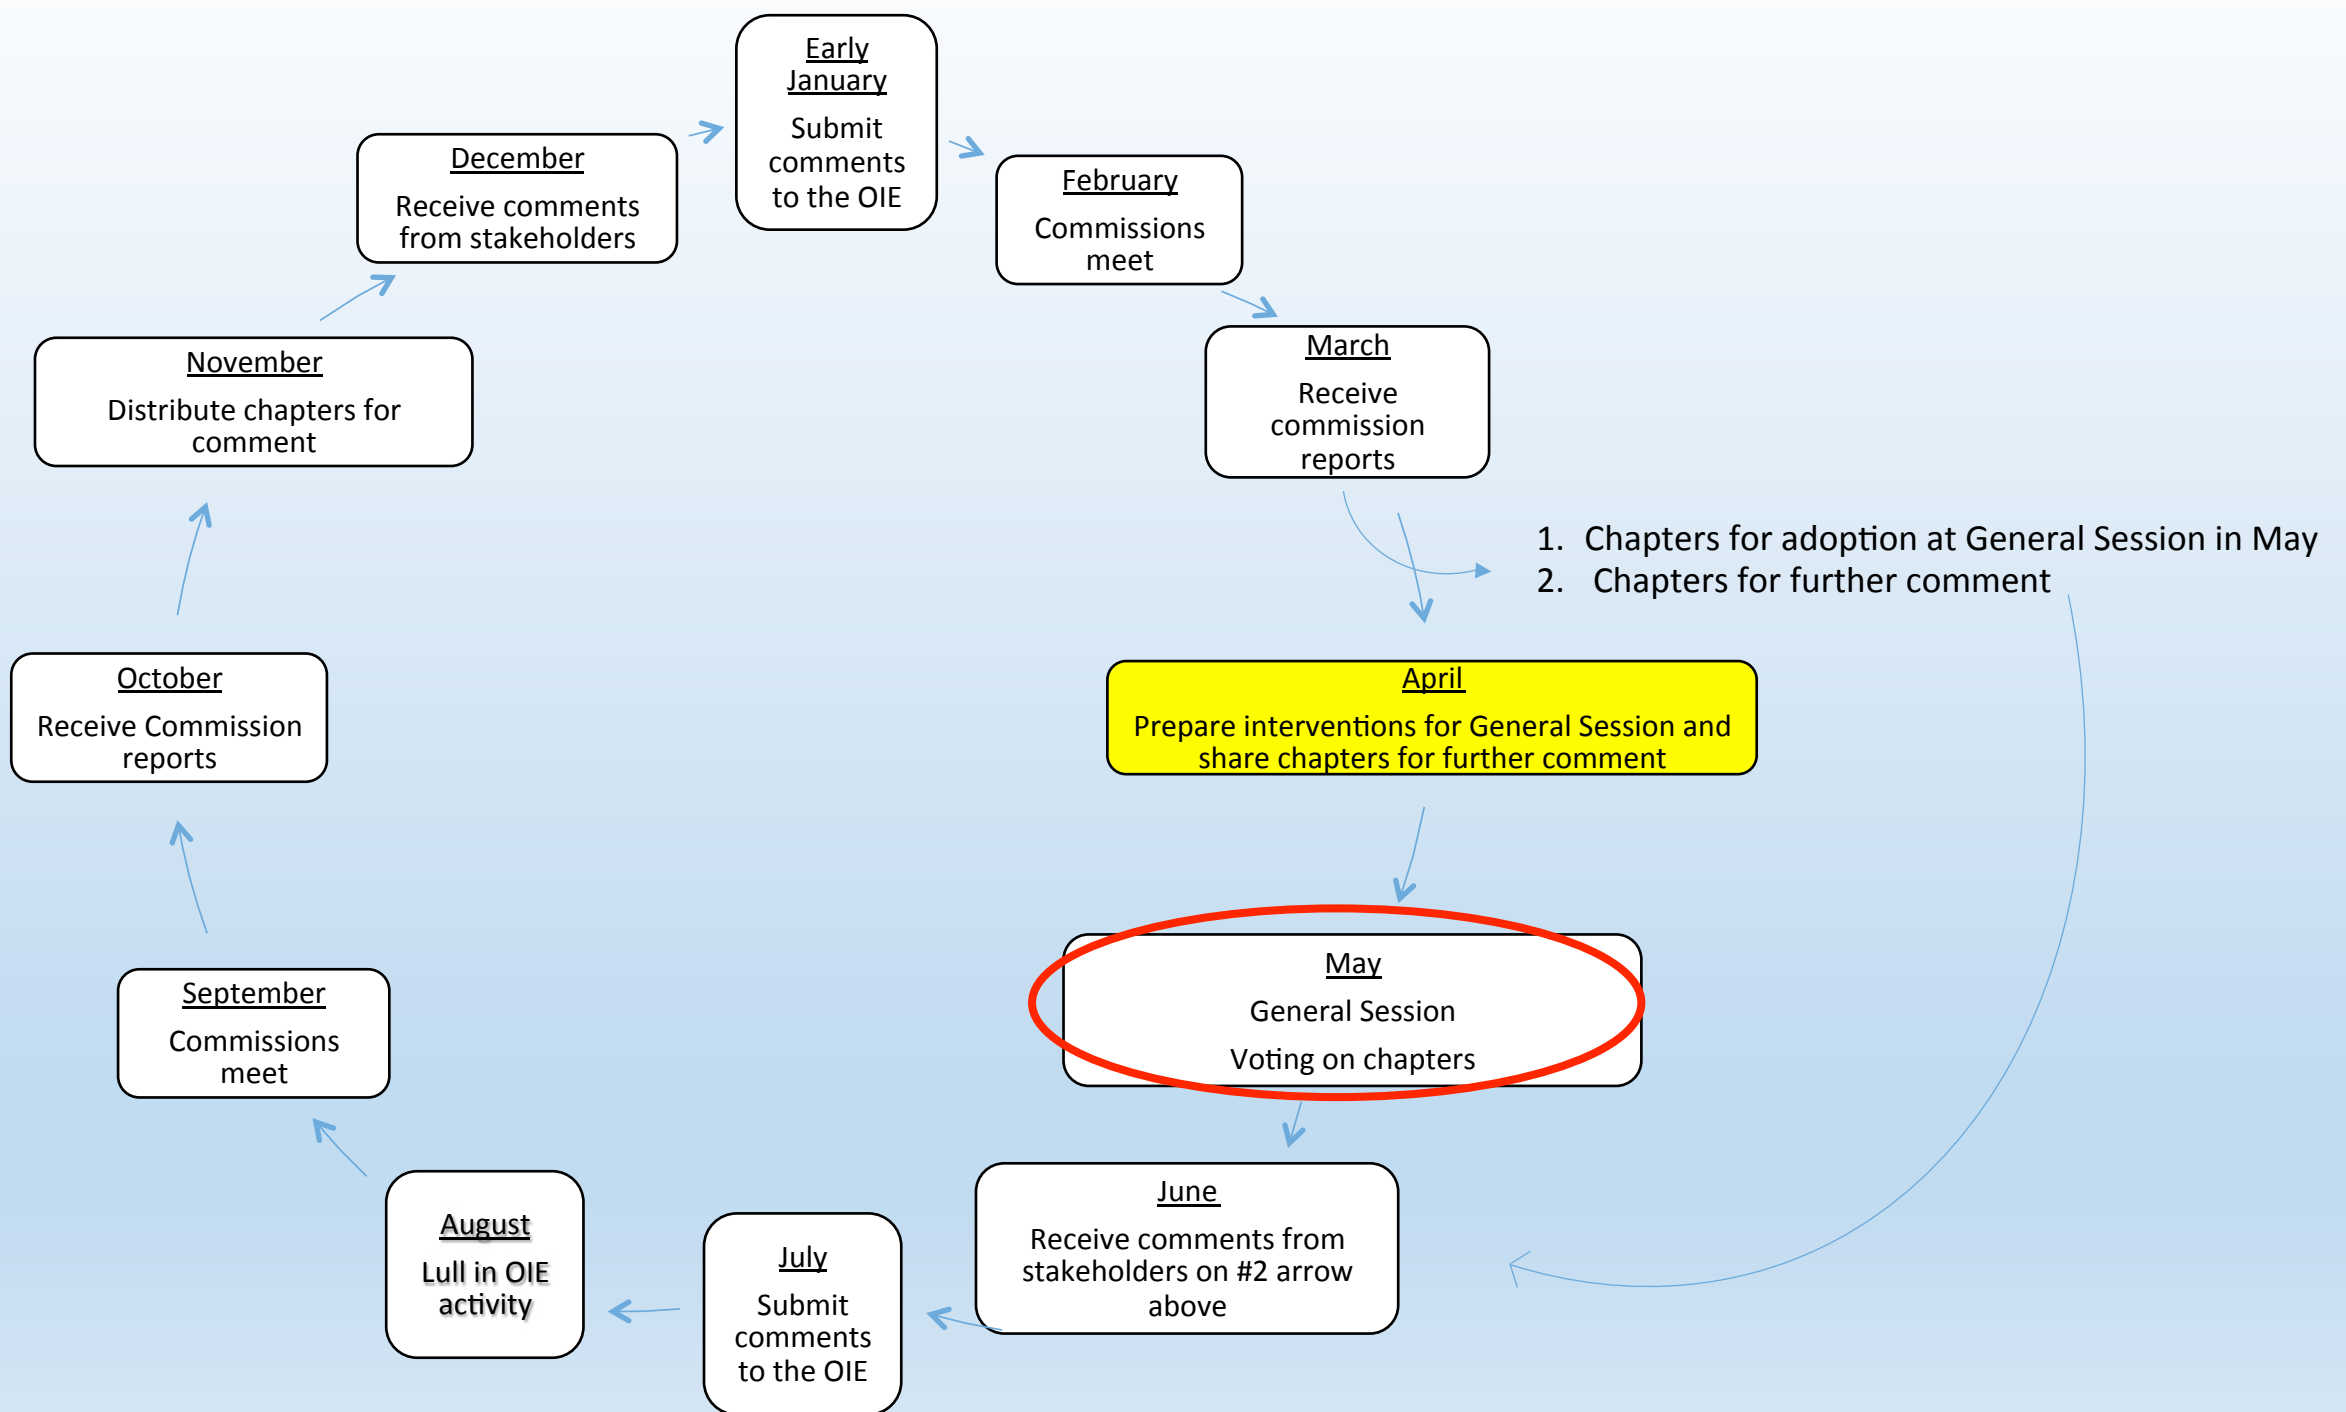 Early
January
Submit
comments
to the OIE
February
Commissions
meet
March
Receive
commission
reports
1. Chapters for adoption at General Session in May
2. Chapters for further comment
April
Prepare interventions for General Session and
share chapters for further comment
May
General Session
Voting on chapters
June
Receive comments from
stakeholders on #2 arrow
above
July
Submit
comments
to the OIE
August
Lull in OIE
activity
September
Commissions
meet
October
Receive Commission
reports
November
Distribute chapters for
comment
December
Receive comments
from stakeholders